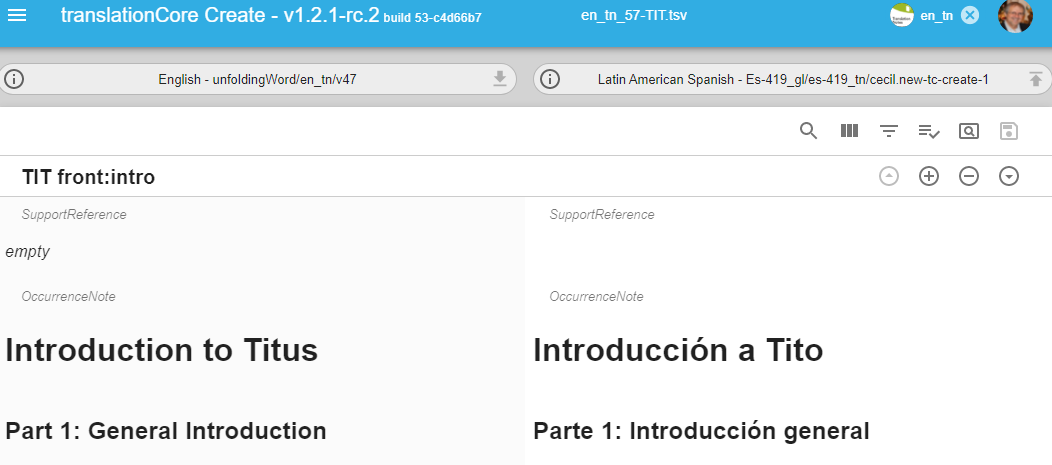 translationCore Create - v1.2.1-rc.2 build 53-c4d66b7
en_tn_57-TIT.tsv
en_tn
English - unfoldingWord/en_tn/v47
Latin American Spanish - Es-419_gl/es-419_tn/cecil.new-tc-create-1
TIT front:intro
SupportReference
SupportReference
empty
OccurrenceNote
OccurrenceNote
Introduction to Titus
Introducción a Tito
Part 1: General Introduction
Parte 1: Introducción general